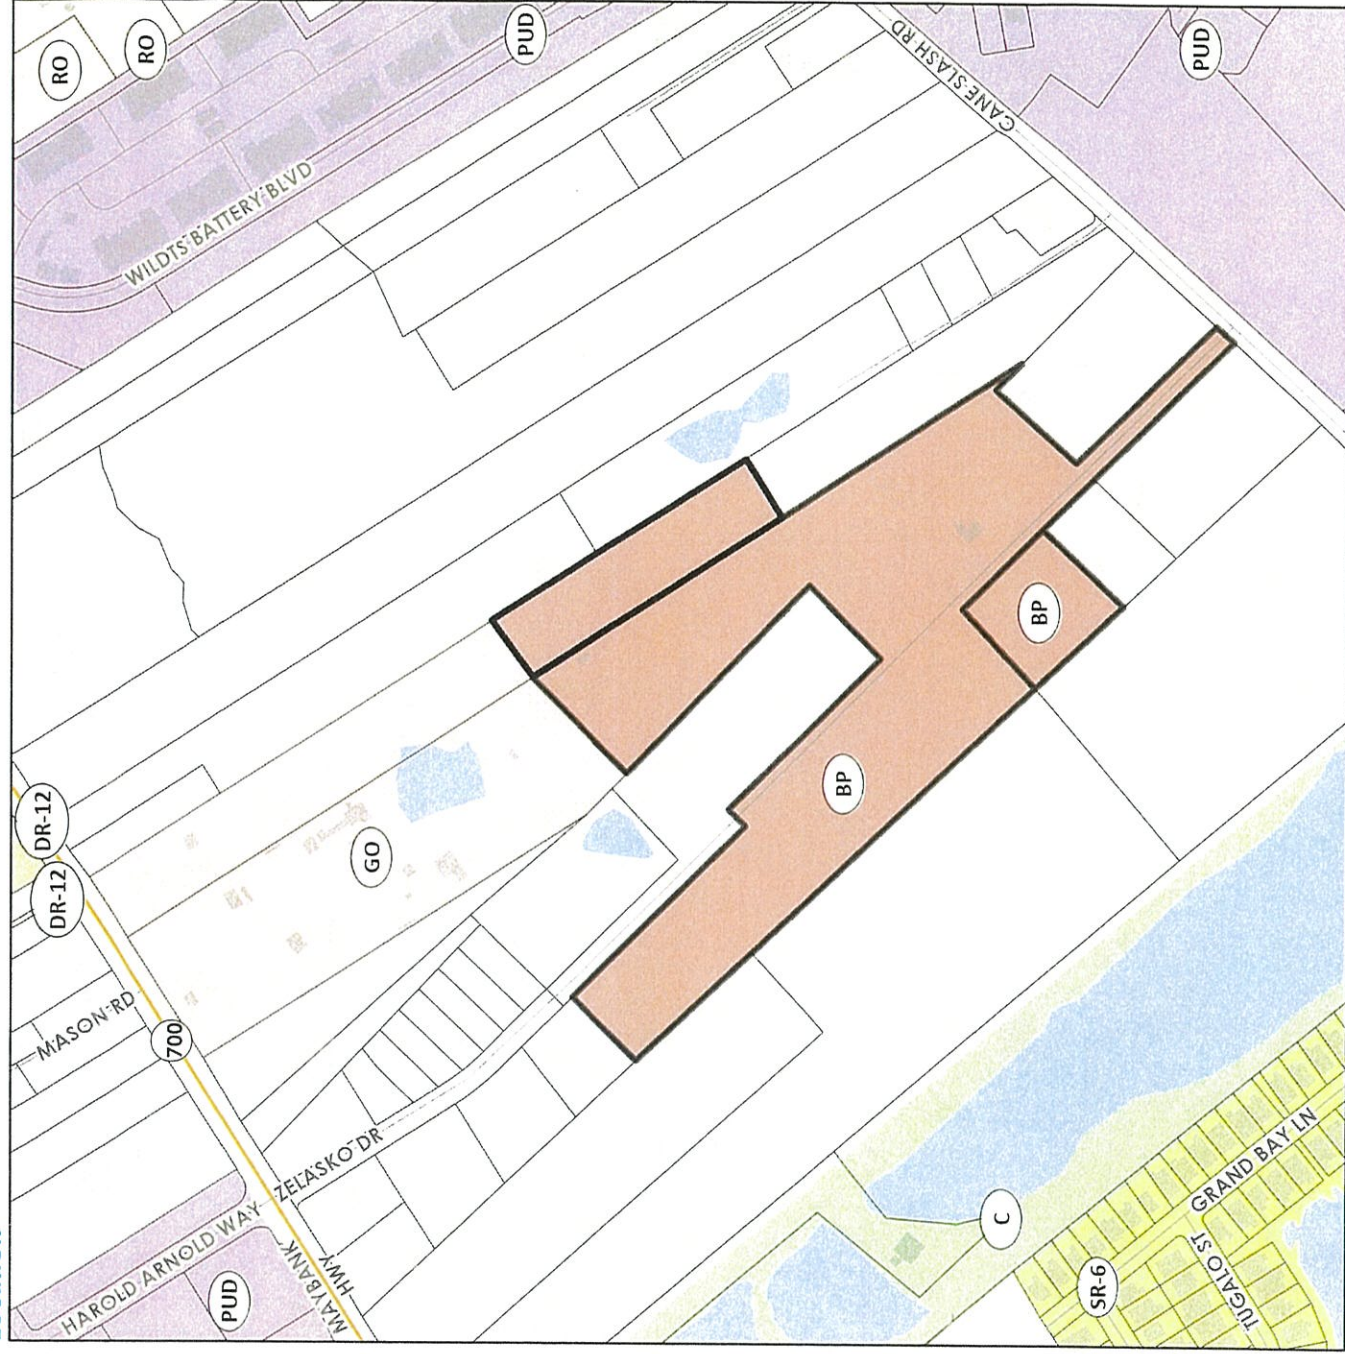 RO
RO
PUD
PUD
CANE SLASH RD
WILDTS BATTERY BLVD
DR-12
DR-12
GO
MASON RD
700
BP
BP
ZELASKO DR
HAROLD ARNOLD WAY
MAYBANK
HWY
PUD
C
GRAND BAY LN
SR-6
TUGALO ST